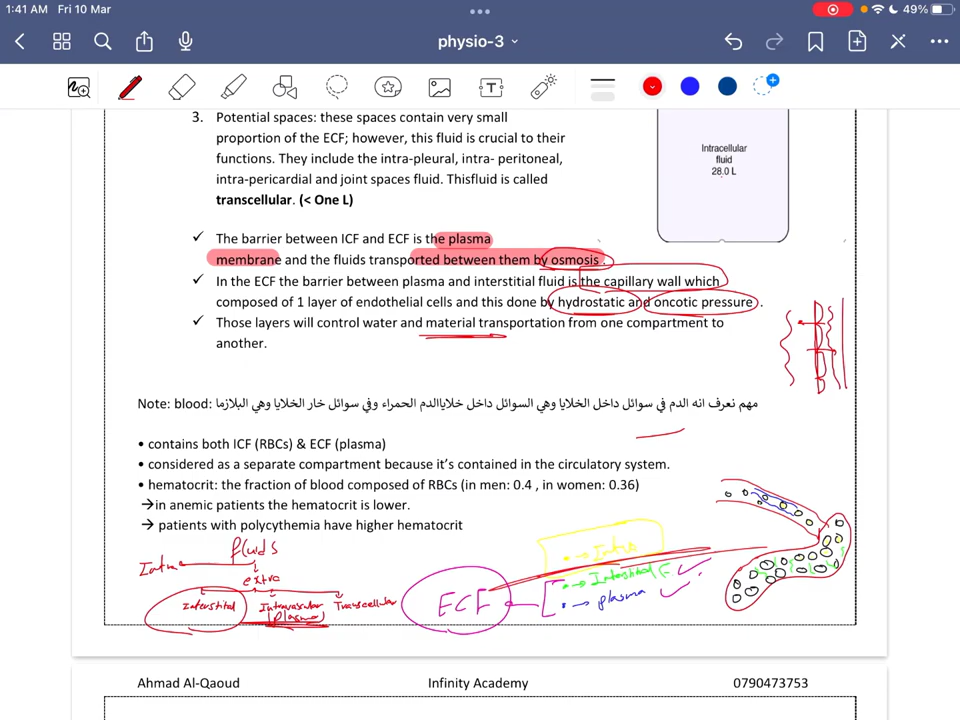 1:41 AM Fri 10 Mar
49%
physio-3
3. Potential spaces: these spaces contain very small
proportion of the ECF; however, this fluid is crucial to their
functions. They include the intra-pleural, intra- peritoneal,
intra-pericardial and joint spaces fluid. Thisfluid is called
transcellular. (< One L)
Intracellular
fluid
28.0 L
✓ The barrier between ICF and ECF is the plasma
membrane and the fluids transported between them by osmosis .
✓ In the ECF the barrier between plasma and interstitial fluid is the capillary wall which
composed of 1 layer of endothelial cells and this done by hydrostatic and oncotic pressure .
✓ Those layers will control water and material transportation from one compartment to
another.
Note: blood: مهم نعرف انه الدم في سوائل داخل الخلايا وهي السوائل داخل خلاياالدم الحمراء وفي سوائل خار الخلايا وهي البلازما
• contains both ICF (RBCs) & ECF (plasma)
• considered as a separate compartment because it's contained in the circulatory system.
• hematocrit: the fraction of blood composed of RBCs (in men: 0.4 , in women: 0.36)
→in anemic patients the hematocrit is lower.
→ patients with polycythemia have higher hematocrit
fluids
Intra
extra
Interstitial
Intravascular
(plasma)
Transcellular
ECF
• → Intra
• → Interstitial F
• → plasma
Ahmad Al-Qaoud Infinity Academy 0790473753